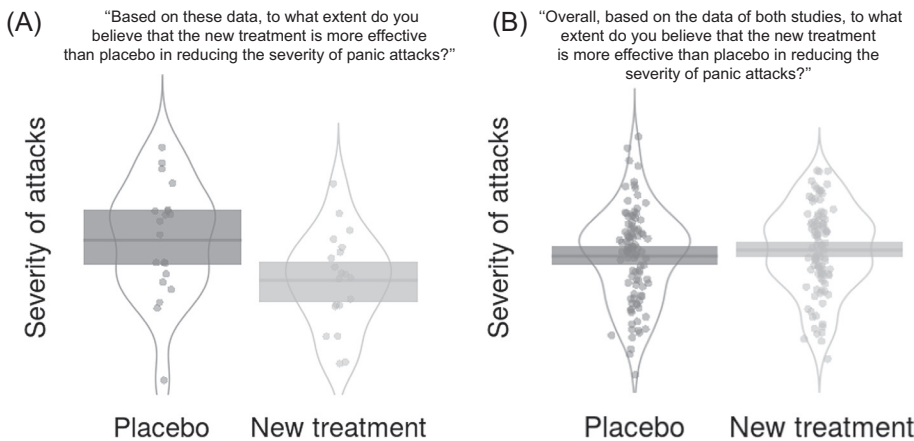 (A)
“Based on these data, to what extent do you
believe that the new treatment is more effective
than placebo in reducing the severity of panic attacks?”
Severity of attacks
Placebo
New treatment
(B)
“Overall, based on the data of both studies, to what
extent do you believe that the new treatment
is more effective than placebo in reducing the
severity of panic attacks?”
Severity of attacks
Placebo
New treatment